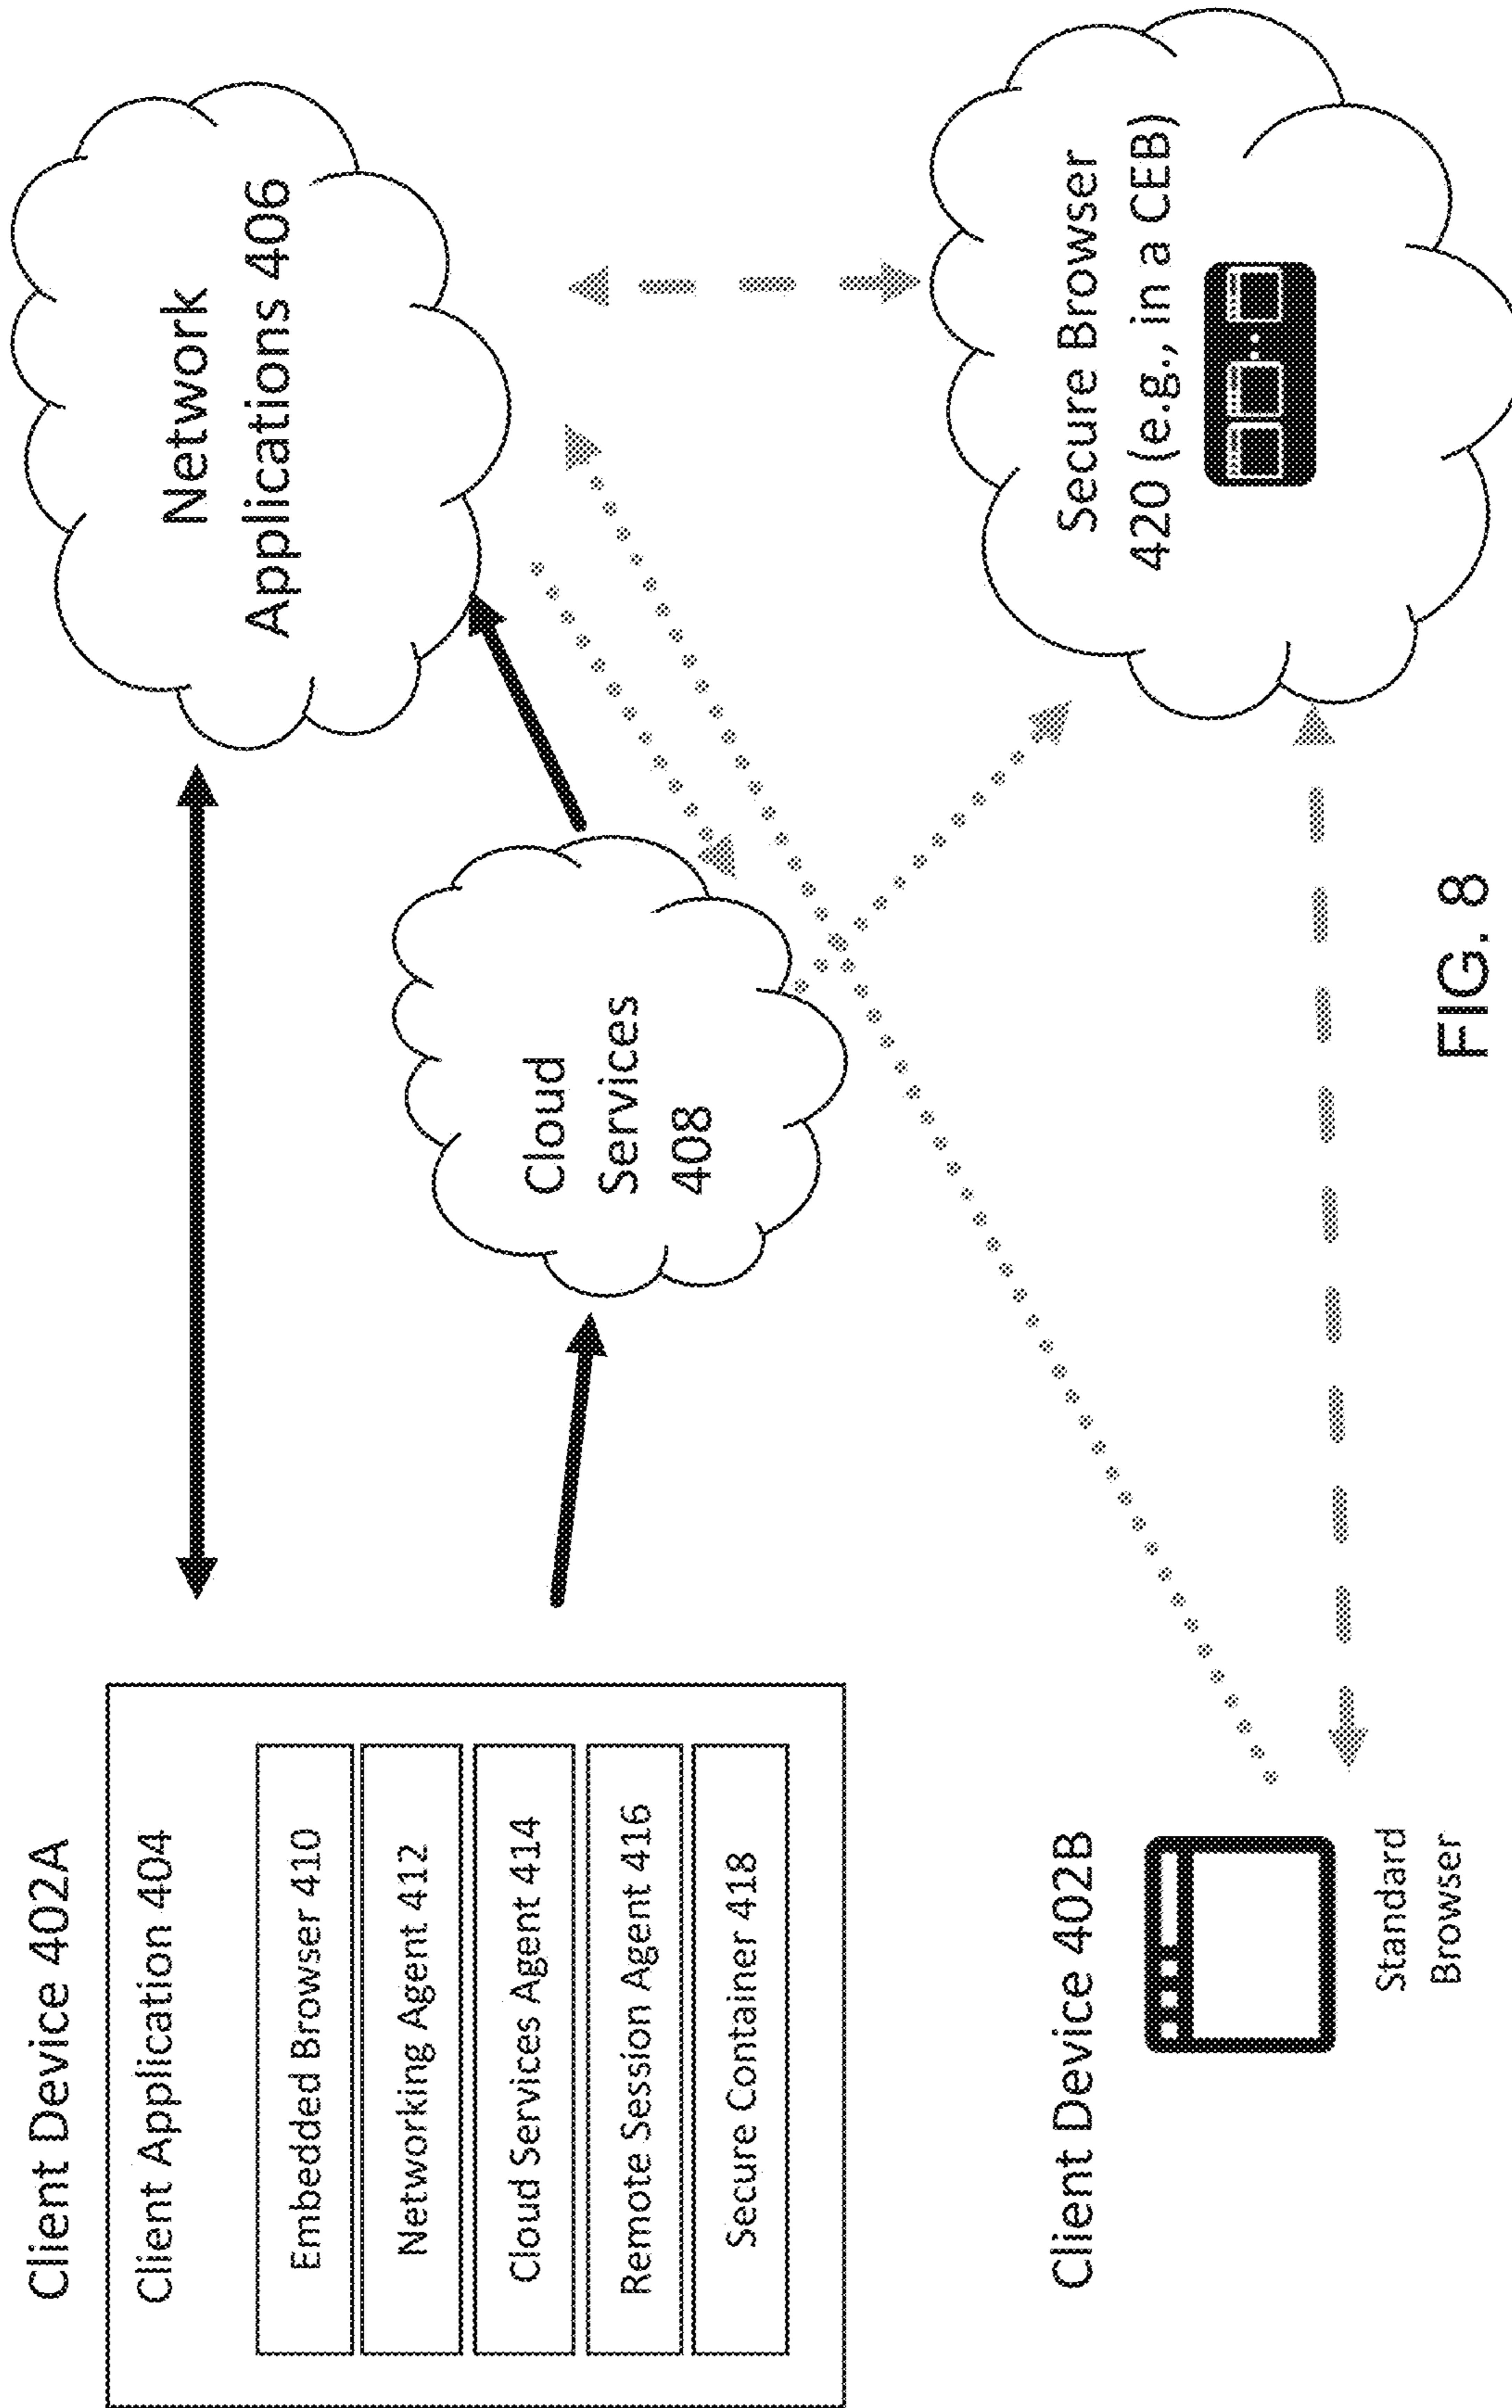 Client Device 402A
Client Application 404
Embedded Browser 410
Networking Agent 412
Cloud Services Agent 414
Remote Session Agent 416
Secure Container 418
Network
Applications 406
Cloud
Services
408
Client Device 402B
Standard
Browser
Secure Browser
420 (e.g., in a CEB)
FIG. 8